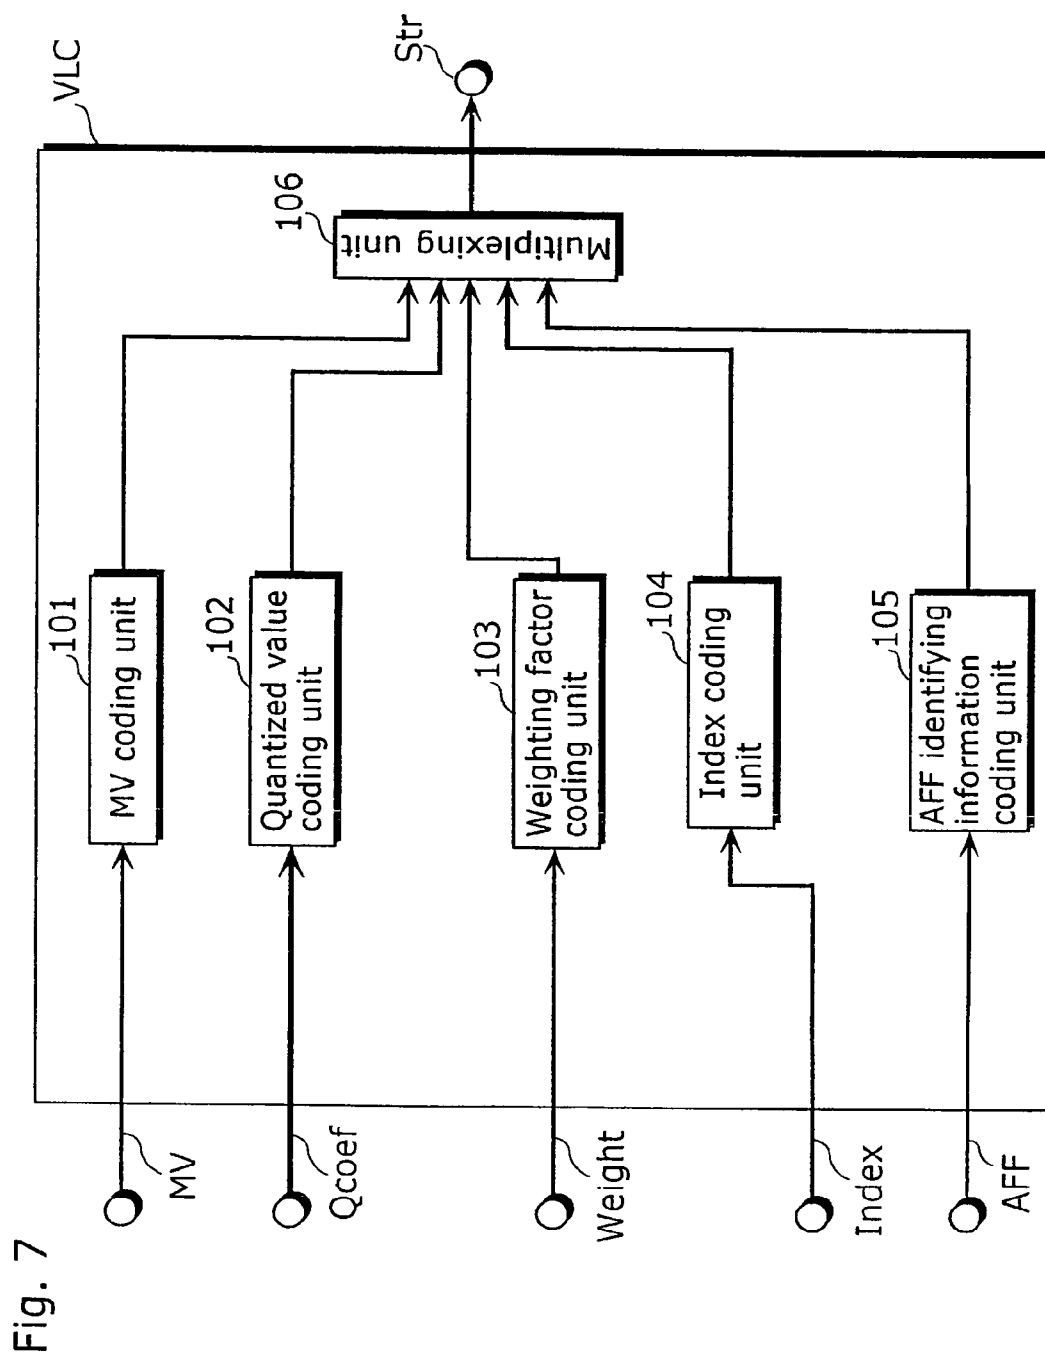 Fig. 7
VLC
MV
101
MV coding unit
Qcoef
102
Quantized value
coding unit
Weight
103
Weighting factor
coding unit
Index
104
Index coding
unit
AFF
105
AFF identifying
information
coding unit
106
Multiplexing
unit
Str